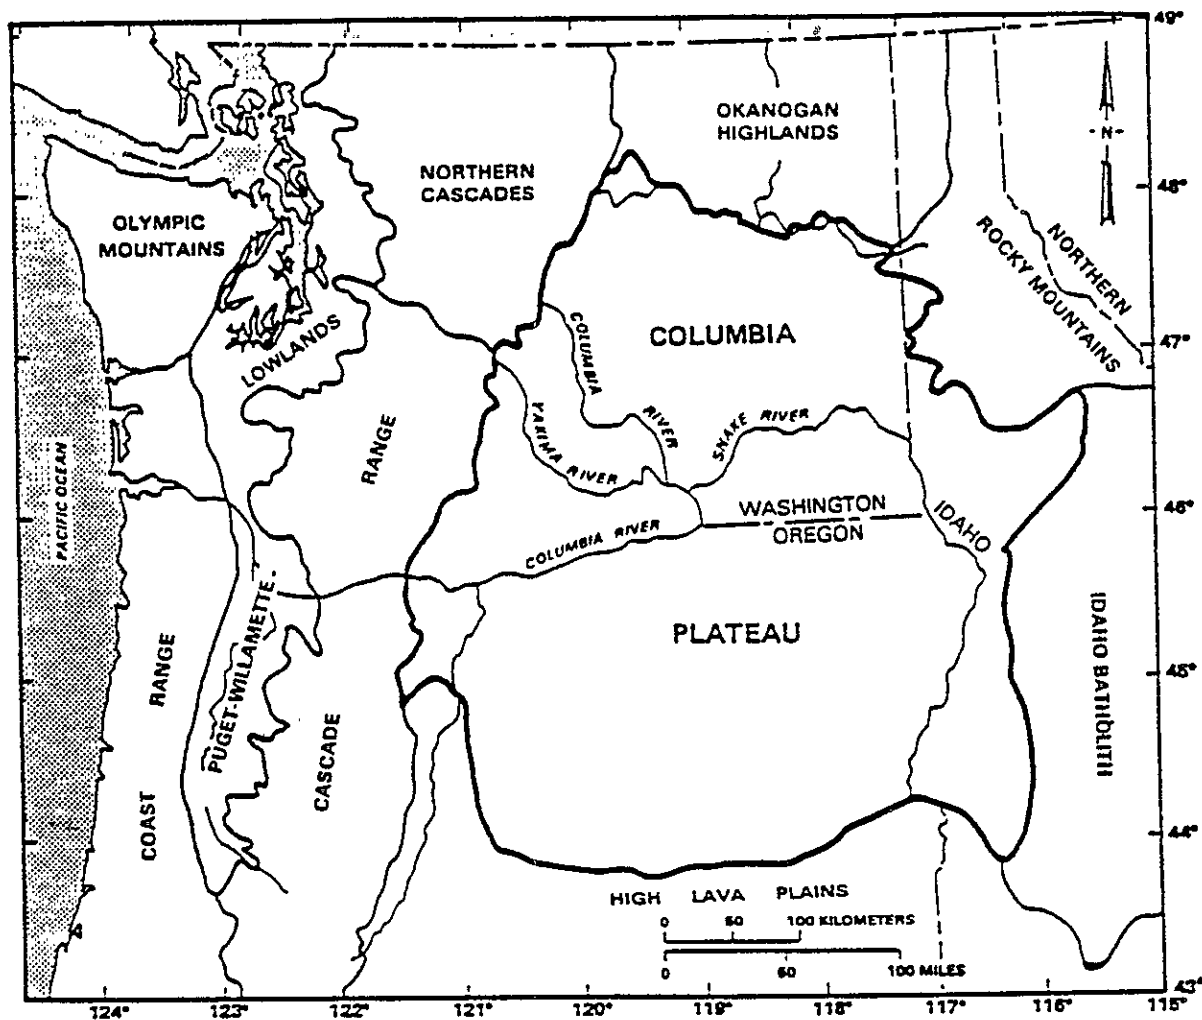 49°
OKANOGAN
HIGHLANDS
-N-
NORTHERN
CASCADES
48°
OLYMPIC
MOUNTAINS
NORTHERN
ROCKY MOUNTAINS
COLUMBIA
RIVER
COLUMBIA
LOWLANDS
47°
YAKIMA RIVER
SNAKE RIVER
RANGE
PACIFIC OCEAN
WASHINGTON
OREGON
IDAHO
46°
COLUMBIA RIVER
PUGET-WILLAMETTE-
PLATEAU
IDAHO BATHOLITH
RANGE
COAST
45°
CASCADE
44°
HIGH LAVA PLAINS
0 50 100 KILOMETERS
0 50 100 MILES
43°
124° 123° 122° 121° 120° 119° 118° 117° 116° 115°